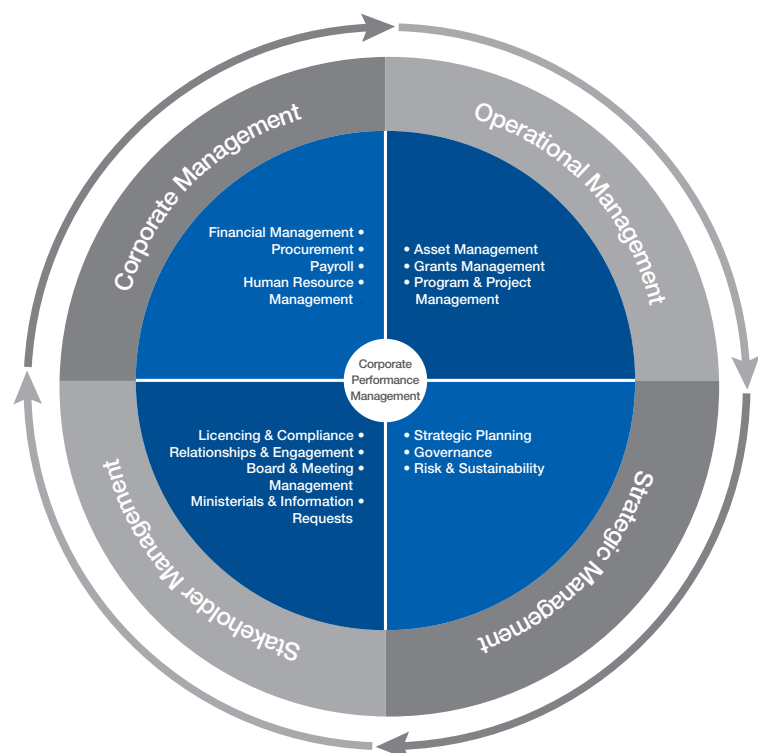 Corporate Management
Operational Management
Financial Management •
Procurement •
Payroll •
Human Resource •
Management
• Asset Management
• Grants Management
• Program & Project
Management
Corporate
Performance
Management
Licencing & Compliance •
Relationships & Engagement •
Board & Meeting •
Management
Ministerials & Information •
Requests
• Strategic Planning
• Governance
• Risk & Sustainability
Stakeholder Management
Strategic Management